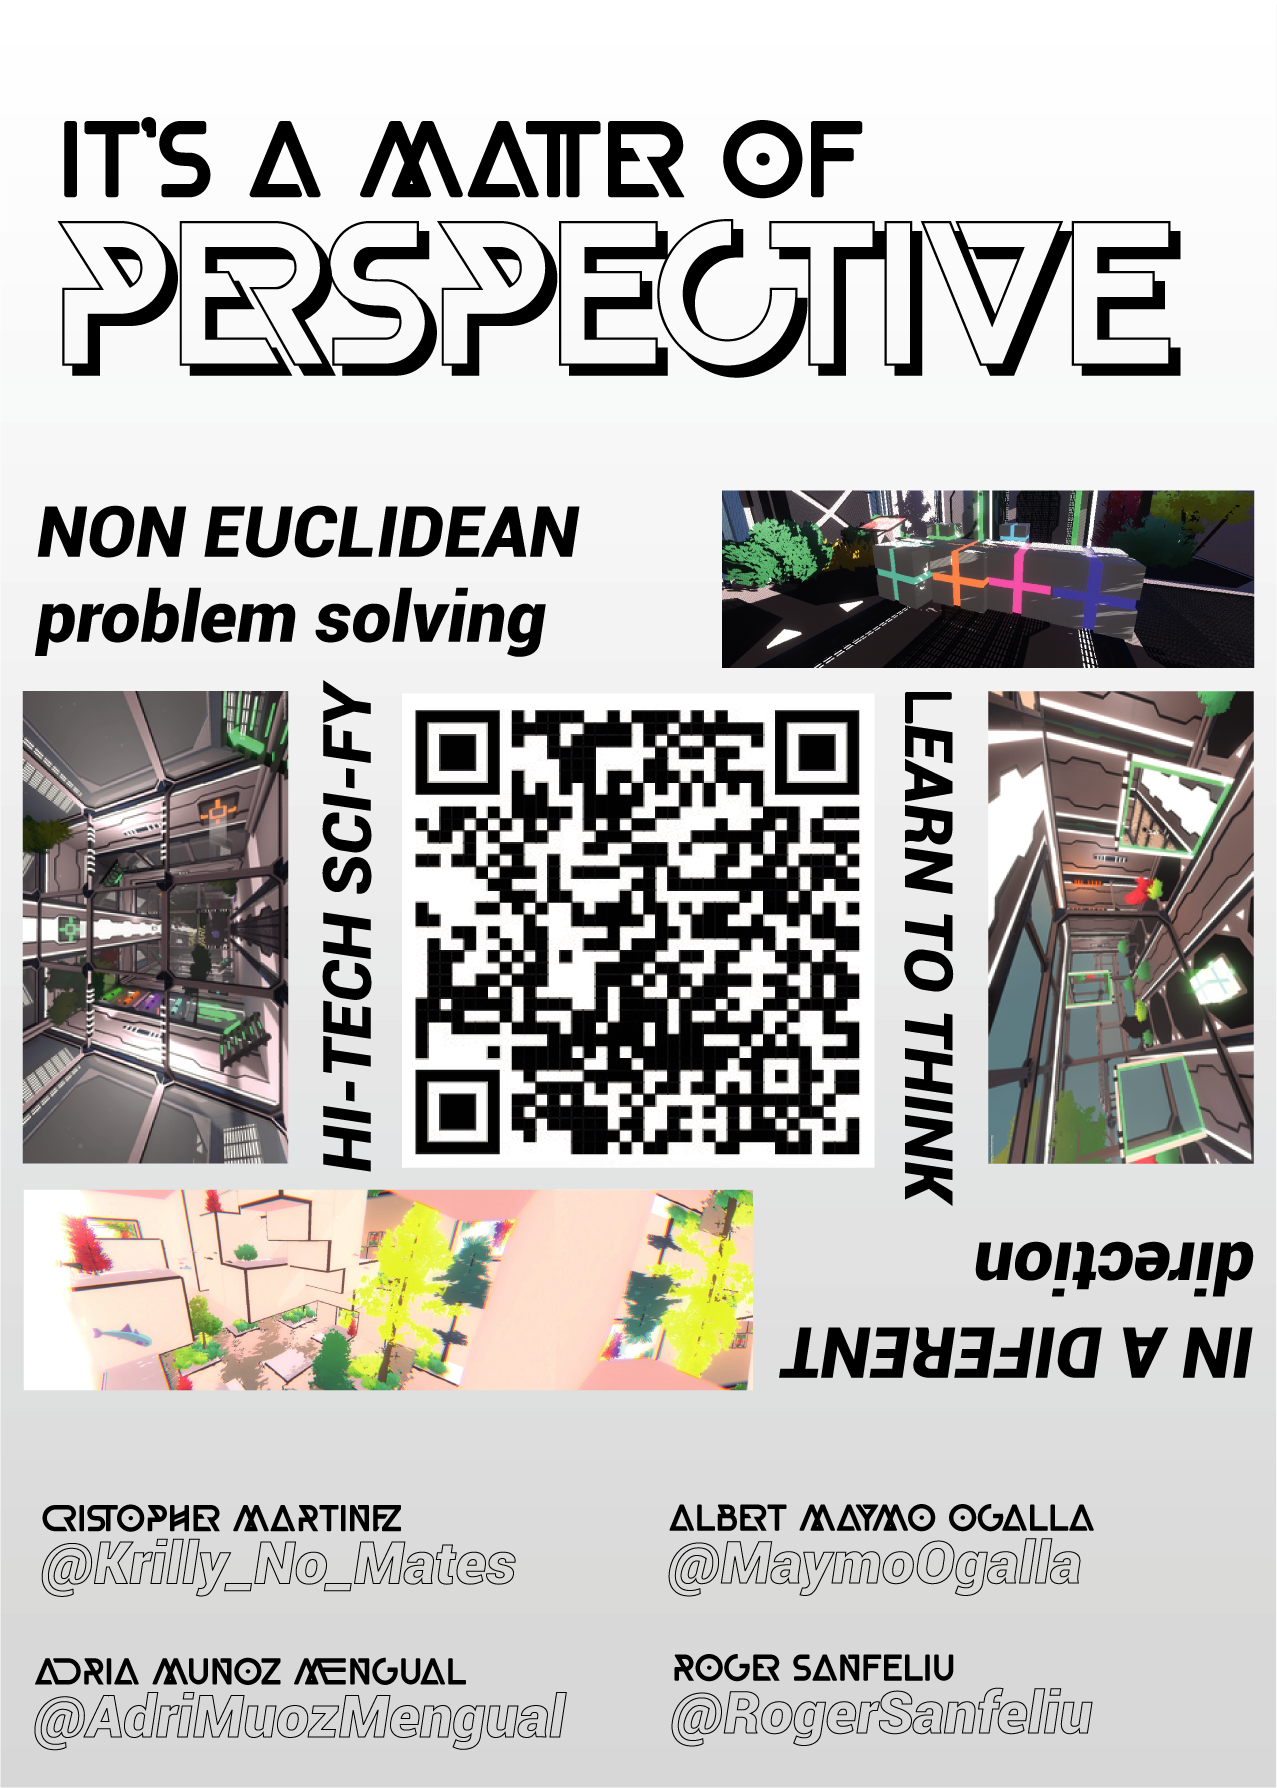 IT'S A MATTER OF
PERSPECTIVE
NON EUCLIDEAN
problem solving
HI-TECH SCI-FY
LEARN TO THINK
IN A DIFERENT
direction
CRISTOPHER MARTINEZ
@Krilly_No_Mates
ALBERT MAYMO OGALLA
@MaymoOgalla
ADRIA MUNOZ MENGUAL
@AdriMuozMengual
ROGER SANFELIU
@RogerSanfeliu